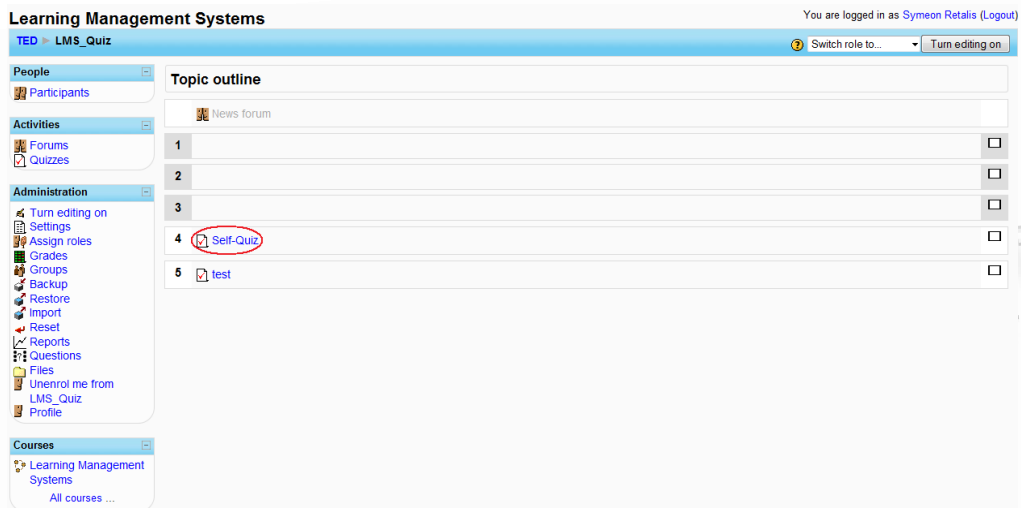 Learning Management Systems
You are logged in as Symeon Retalis (Logout)
TED ► LMS_Quiz
Switch role to...
Turn editing on
People
Participants
Activities
Forums
Quizzes
Administration
Turn editing on
Settings
Assign roles
Grades
Groups
Backup
Restore
Import
Reset
Reports
Questions
Files
Unenrol me from
LMS_Quiz
Profile
Courses
Learning Management
Systems
All courses ...
Topic outline
News forum
1
2
3
4 Self-Quiz
5 test